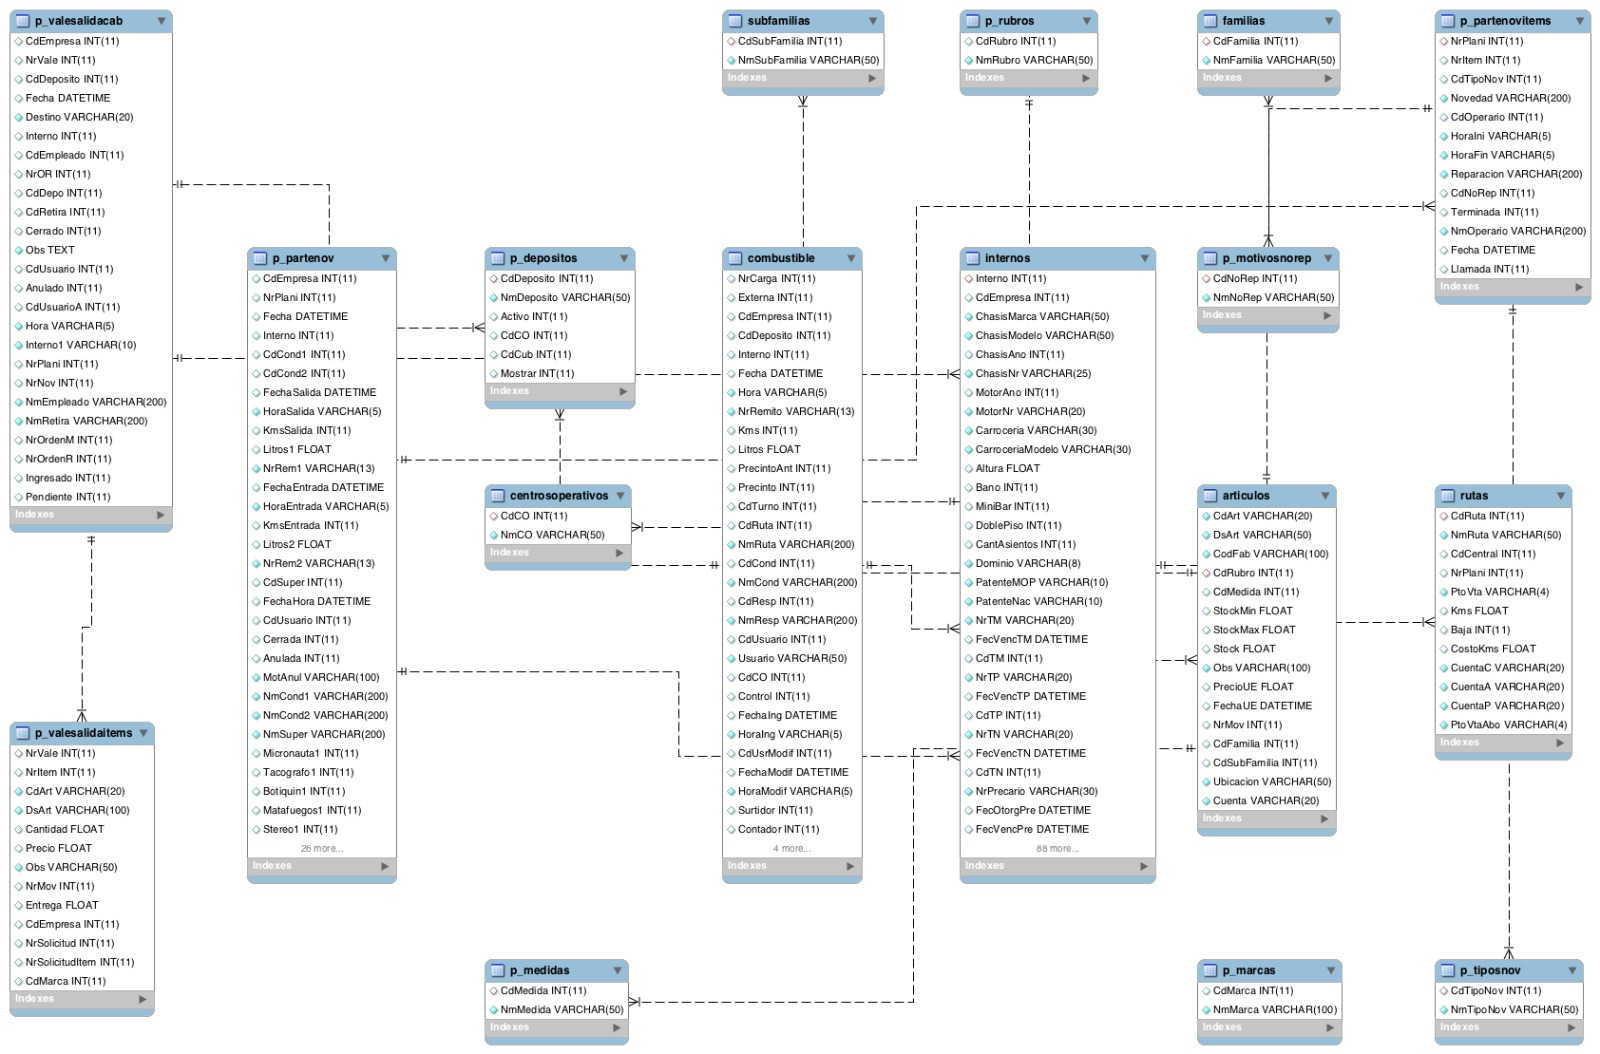 p_valesalidacab
CdEmpresa INT(11)
NrVale INT(11)
CdDeposito INT(11)
Fecha DATETIME
Destino VARCHAR(20)
Interno INT(11)
CdEmpleado INT(11)
NrOR INT(11)
CdDepo INT(11)
CdRetira INT(11)
Cerrado INT(11)
Obs TEXT
CdUsuario INT(11)
Anulado INT(11)
CdUsuarioA INT(11)
Hora VARCHAR(5)
Interno1 VARCHAR(10)
NrPlani INT(11)
NrNov INT(11)
NmEmpleado VARCHAR(200)
NmRetira VARCHAR(200)
NrOrdenM INT(11)
NrOrdenR INT(11)
Ingresado INT(11)
Pendiente INT(11)
Indexes
p_valesalidaitems
NrVale INT(11)
NrItem INT(11)
CdArt VARCHAR(20)
DsArt VARCHAR(100)
Cantidad FLOAT
Precio FLOAT
Obs VARCHAR(50)
NrMov INT(11)
Entrega FLOAT
CdEmpresa INT(11)
NrSolicitud INT(11)
NrSolicitudItem INT(11)
CdMarca INT(11)
Indexes
p_partenov
CdEmpresa INT(11)
NrPlani INT(11)
Fecha DATETIME
Interno INT(11)
CdCond1 INT(11)
CdCond2 INT(11)
FechaSalida DATETIME
HoraSalida VARCHAR(5)
KmsSalida INT(11)
Litros1 FLOAT
NrRem1 VARCHAR(13)
FechaEntrada DATETIME
HoraEntrada VARCHAR(5)
KmsEntrada INT(11)
Litros2 FLOAT
NrRem2 VARCHAR(13)
CdSuper INT(11)
FechaHora DATETIME
CdUsuario INT(11)
Cerrada INT(11)
Anulada INT(11)
MotAnul VARCHAR(100)
NmCond1 VARCHAR(200)
NmCond2 VARCHAR(200)
NmSuper VARCHAR(200)
Micronauta1 INT(11)
Tacografo1 INT(11)
Botiquin1 INT(11)
Matafuegos1 INT(11)
Stereo1 INT(11)
26 more...
Indexes
p_depositos
CdDeposito INT(11)
NmDeposito VARCHAR(50)
Activo INT(11)
CdCO INT(11)
CdCub INT(11)
Mostrar INT(11)
Indexes
centrosoperativos
CdCO INT(11)
NmCO VARCHAR(50)
Indexes
p_medidas
CdMedida INT(11)
NmMedida VARCHAR(50)
Indexes
subfamilias
CdSubFamilia INT(11)
NmSubFamilia VARCHAR(50)
Indexes
combustible
NrCarga INT(11)
Externa INT(11)
CdEmpresa INT(11)
CdDeposito INT(11)
Interno INT(11)
Fecha DATETIME
Hora VARCHAR(5)
NrRemito VARCHAR(13)
Kms INT(11)
Litros FLOAT
PrecintoAnt INT(11)
Precinto INT(11)
CdTurno INT(11)
CdRuta INT(11)
NmRuta VARCHAR(200)
CdCond INT(11)
NmCond VARCHAR(200)
CdResp INT(11)
NmResp VARCHAR(200)
CdUsuario INT(11)
Usuario VARCHAR(50)
CdCO INT(11)
Control INT(11)
FechaIng DATETIME
HoraIng VARCHAR(5)
CdUsrModif INT(11)
FechaModif DATETIME
HoraModif VARCHAR(5)
Surtidor INT(11)
Contador INT(11)
4 more...
Indexes
p_rubros
CdRubro INT(11)
NmRubro VARCHAR(50)
Indexes
internos
Interno INT(11)
CdEmpresa INT(11)
ChasisMarca VARCHAR(50)
ChasisModelo VARCHAR(50)
ChasisAno INT(11)
ChasisNr VARCHAR(25)
MotorAno INT(11)
MotorNr VARCHAR(20)
Carroceria VARCHAR(30)
CarroceriaModelo VARCHAR(30)
Altura FLOAT
Bano INT(11)
MiniBar INT(11)
DoblePiso INT(11)
CantAsientos INT(11)
Dominio VARCHAR(8)
PatenteMOP VARCHAR(10)
PatenteNac VARCHAR(10)
NrTM VARCHAR(20)
FecVencTM DATETIME
CdTM INT(11)
NrTP VARCHAR(20)
FecVencTP DATETIME
CdTP INT(11)
NrTN VARCHAR(20)
FecVencTN DATETIME
CdTN INT(11)
NrPrecario VARCHAR(30)
FecOtorgPre DATETIME
FecVencPre DATETIME
88 more...
Indexes
familias
CdFamilia INT(11)
NmFamilia VARCHAR(50)
Indexes
p_motivosnorep
CdNoRep INT(11)
NmNoRep VARCHAR(50)
Indexes
articulos
CdArt VARCHAR(20)
DsArt VARCHAR(50)
CodFab VARCHAR(100)
CdRubro INT(11)
CdMedida INT(11)
StockMin FLOAT
StockMax FLOAT
Stock FLOAT
Obs VARCHAR(100)
PrecioUE FLOAT
FechaUE DATETIME
NrMov INT(11)
CdFamilia INT(11)
CdSubFamilia INT(11)
Ubicacion VARCHAR(50)
Cuenta VARCHAR(20)
Indexes
p_marcas
CdMarca INT(11)
NmMarca VARCHAR(100)
Indexes
p_partenovitems
NrPlani INT(11)
NrItem INT(11)
CdTipoNov INT(11)
Novedad VARCHAR(200)
CdOperario INT(11)
HoraIni VARCHAR(5)
HoraFin VARCHAR(5)
Reparacion VARCHAR(200)
CdNoRep INT(11)
Terminada INT(11)
NmOperario VARCHAR(200)
Fecha DATETIME
Llamada INT(11)
Indexes
rutas
CdRuta INT(11)
NmRuta VARCHAR(50)
CdCentral INT(11)
NrPlani INT(11)
PtoVta VARCHAR(4)
Kms FLOAT
Baja INT(11)
CostoKms FLOAT
CuentaC VARCHAR(20)
CuentaA VARCHAR(20)
CuentaP VARCHAR(20)
PtoVtaAbo VARCHAR(4)
Indexes
p_tiposnov
CdTipoNov INT(11)
NmTipoNov VARCHAR(50)
Indexes